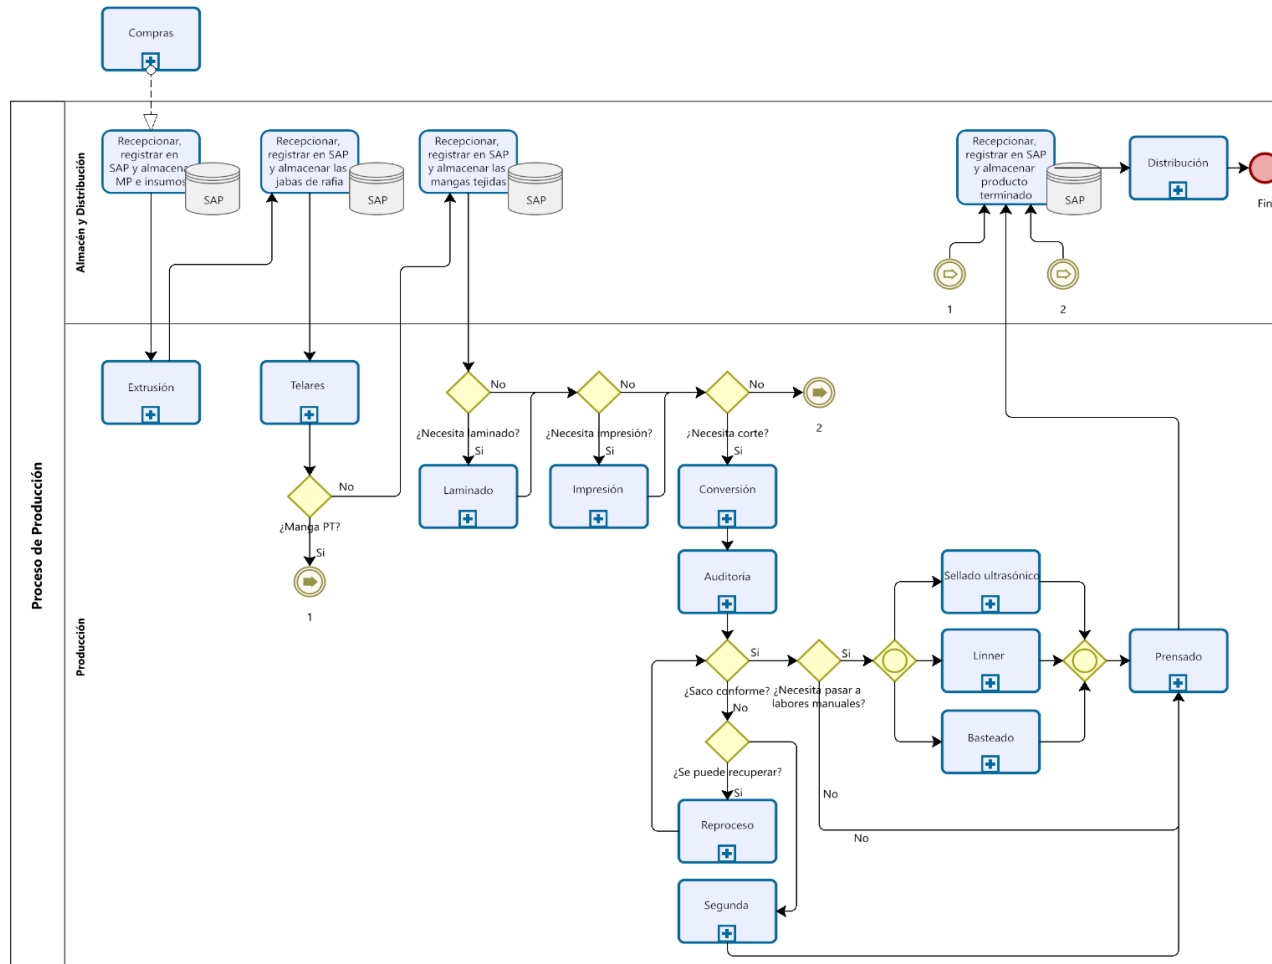 Compras
Proceso de Producción
Almacén y Distribución
Recepcionar,
registrar en
SAP y almacenar
MP e insumos
SAP
Recepcionar,
registrar en SAP
y almacenar las
jabas de rafia
SAP
Recepcionar,
registrar en SAP
y almacenar las
mangas tejidas
SAP
Recepcionar,
registrar en SAP
y almacenar
producto
terminado
SAP
Distribución
Fin
1
2
Producción
Extrusión
Telares
¿Manga PT?
No
Si
1
No
¿Necesita laminado?
Si
Laminado
No
¿Necesita impresión?
Si
Impresión
No
¿Necesita corte?
Si
2
Conversión
Auditoría
Si
¿Saco conforme?
No
¿Necesita pasar a
labores manuales?
Si
No
No
Sellado ultrasónico
Linner
Basteado
Prensado
¿Se puede recuperar?
Si
Reproceso
Segunda